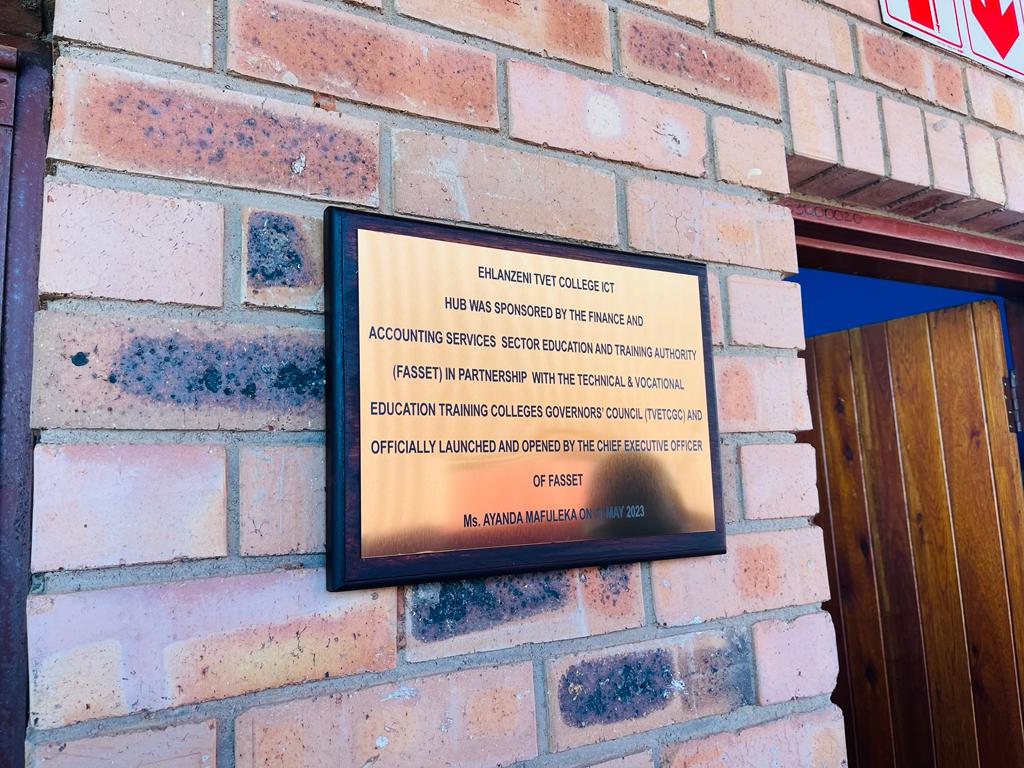 EHLANZENI TVET COLLEGE ICT
HUB WAS SPONSORED BY THE FINANCE AND
ACCOUNTING SERVICES SECTOR EDUCATION AND TRAINING AUTHORITY
(FASSET) IN PARTNERSHIP WITH THE TECHNICAL & VOCATIONAL
EDUCATION TRAINING COLLEGES GOVERNORS' COUNCIL (TVETCGC) AND
OFFICIALLY LAUNCHED AND OPENED BY THE CHIEF EXECUTIVE OFFICER
OF FASSET
Ms. AYANDA MAFULEKA ON MAY 2023